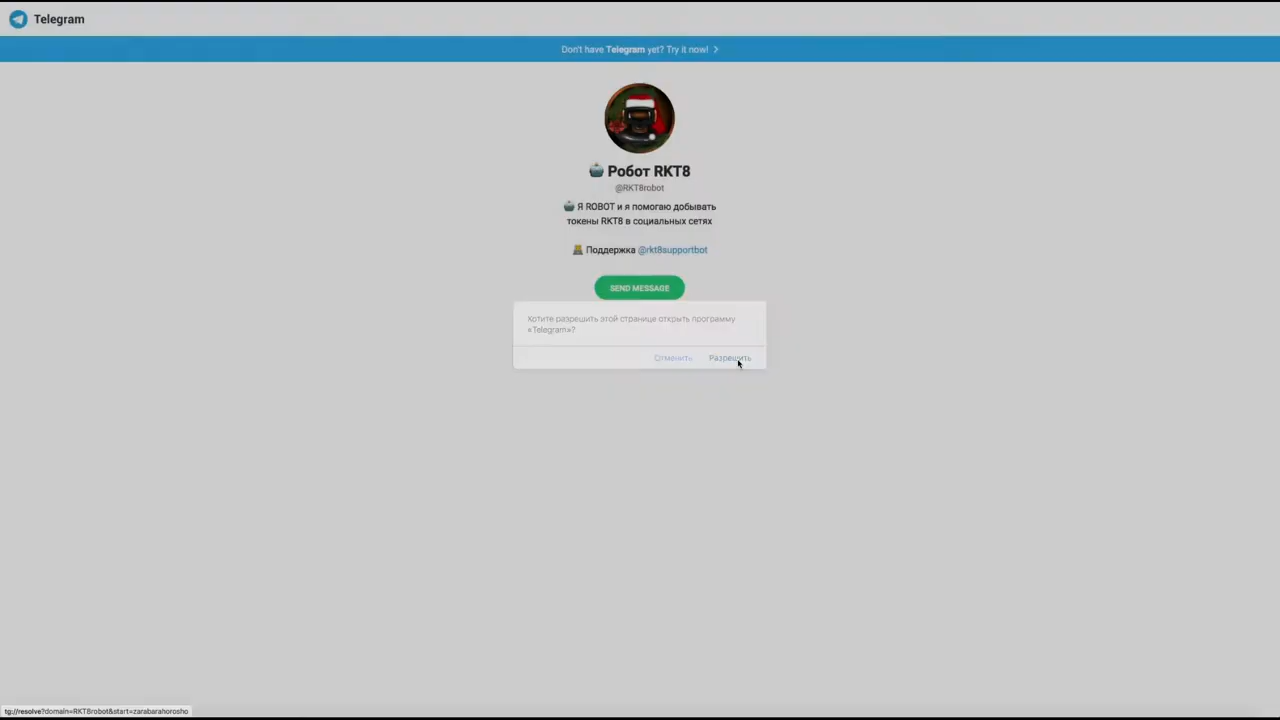 Telegram
Don't have Telegram yet? Try it now!
Робот RKT8
@RKT8robot
Я ROBOT и я помогаю добывать
токены RKT8 в социальных сетях
Поддержка @rkt8supportbot
SEND MESSAGE
Хотите разрешить этой странице открыть программу
«Telegram»?
Отменить Разрешить
tg://resolve?domain=RKT8robot&start=zarabarahorosho